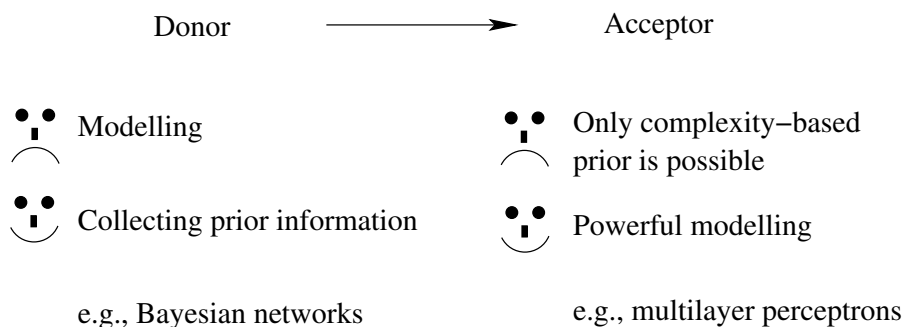 Donor
Acceptor
Modelling
Only complexity−based
prior is possible
Collecting prior information
Powerful modelling
e.g., Bayesian networks
e.g., multilayer perceptrons